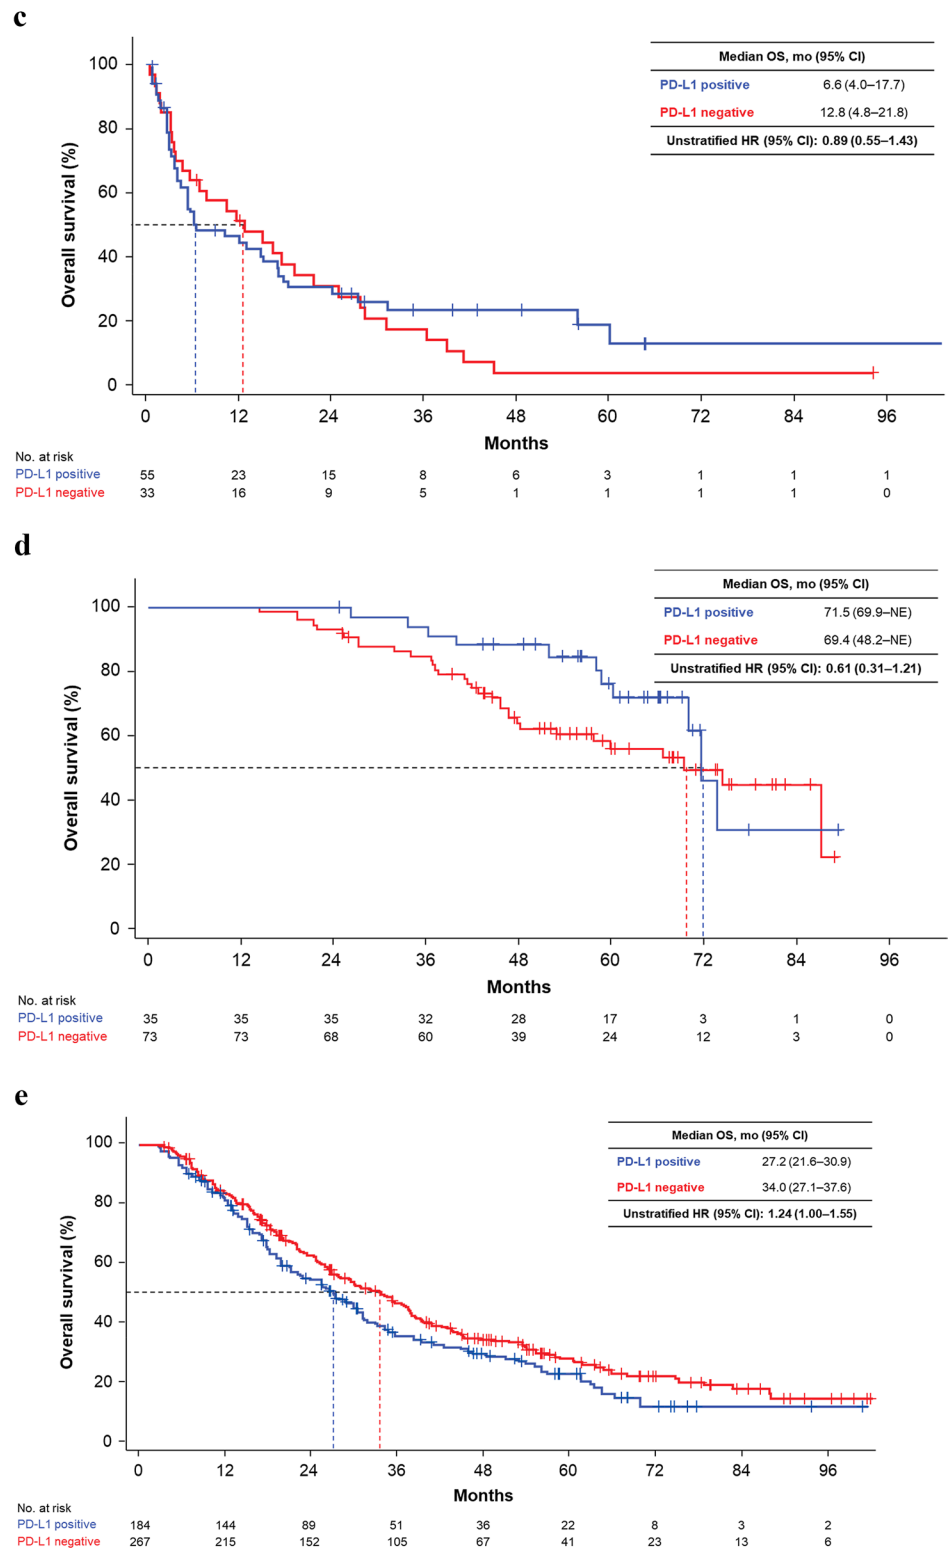 c
Median OS, mo (95% CI)
PD-L1 positive 6.6 (4.0–17.7)
PD-L1 negative 12.8 (4.8–21.8)
Unstratified HR (95% CI): 0.89 (0.55–1.43)
Overall survival (%)
100
80
60
40
20
0
0 12 24 36 48 60 72 84 96
Months
No. at risk
PD-L1 positive 55 23 15 8 6 3 1 1 1
PD-L1 negative 33 16 9 5 1 1 1 1 0
d
Median OS, mo (95% CI)
PD-L1 positive 71.5 (69.9–NE)
PD-L1 negative 69.4 (48.2–NE)
Unstratified HR (95% CI): 0.61 (0.31–1.21)
Overall survival (%)
100
80
60
40
20
0
0 12 24 36 48 60 72 84 96
Months
No. at risk
PD-L1 positive 35 35 35 32 28 17 3 1 0
PD-L1 negative 73 73 68 60 39 24 12 3 0
e
Median OS, mo (95% CI)
PD-L1 positive 27.2 (21.6–30.9)
PD-L1 negative 34.0 (27.1–37.6)
Unstratified HR (95% CI): 1.24 (1.00–1.55)
Overall survival (%)
100
80
60
40
20
0
0 12 24 36 48 60 72 84 96
Months
No. at risk
PD-L1 positive 184 144 89 51 36 22 8 3 2
PD-L1 negative 267 215 152 105 67 41 23 13 6